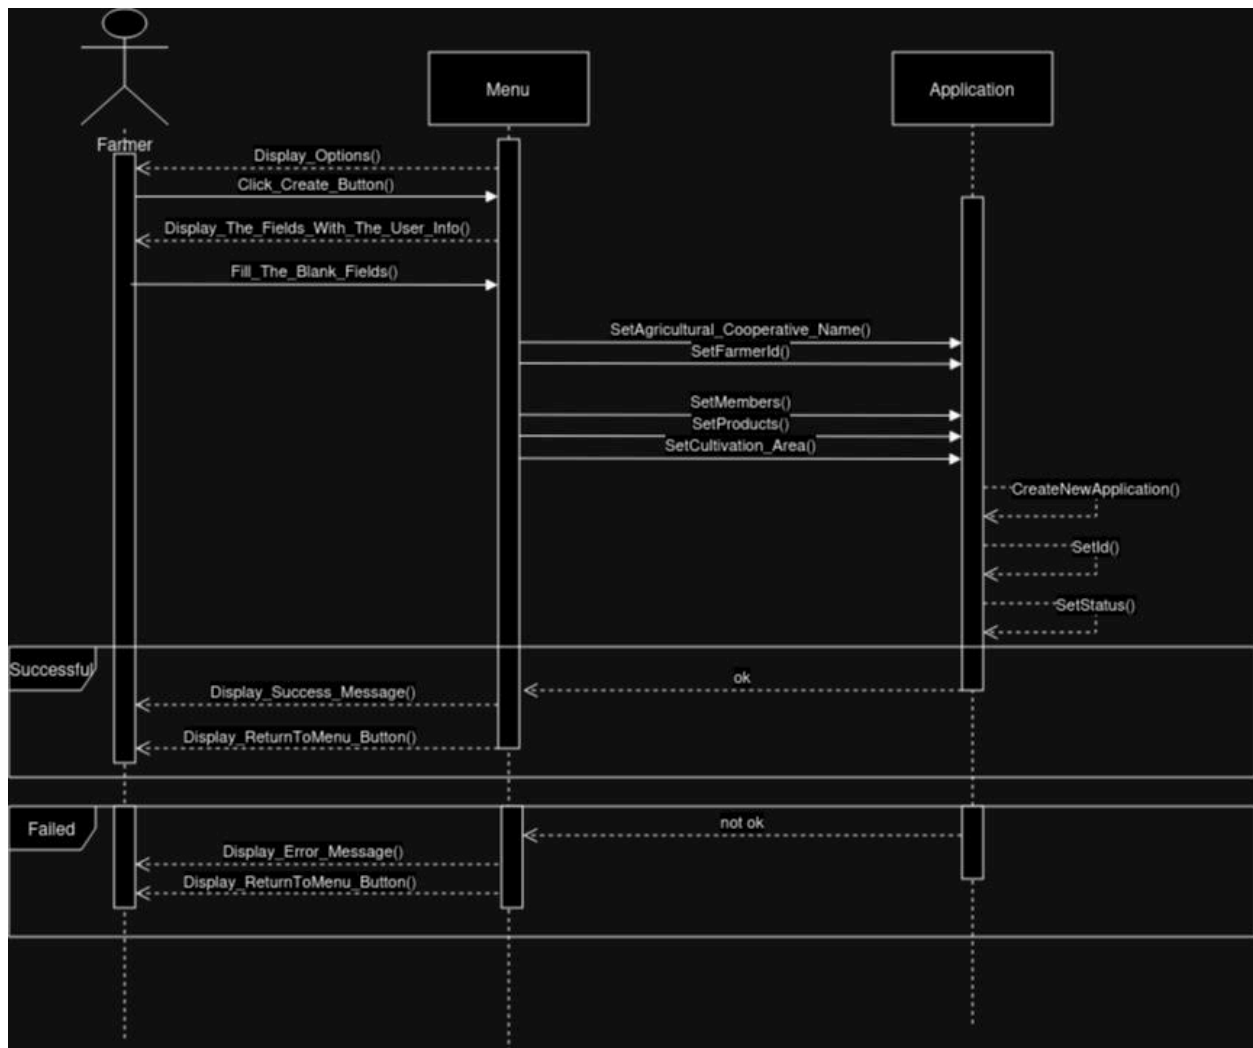 Menu
Application
Farmer
Display_Options()
Click_Create_Button()
Display_The_Fields_With_The_User_Info()
Fill_The_Blank_Fields()
SetAgricultural_Cooperative_Name()
SetFarmerId()
SetMembers()
SetProducts()
SetCultivation_Area()
CreateNewApplication()
SetId()
SetStatus()
Successful
ok
Display_Success_Message()
Display_ReturnToMenu_Button()
Failed
not ok
Display_Error_Message()
Display_ReturnToMenu_Button()